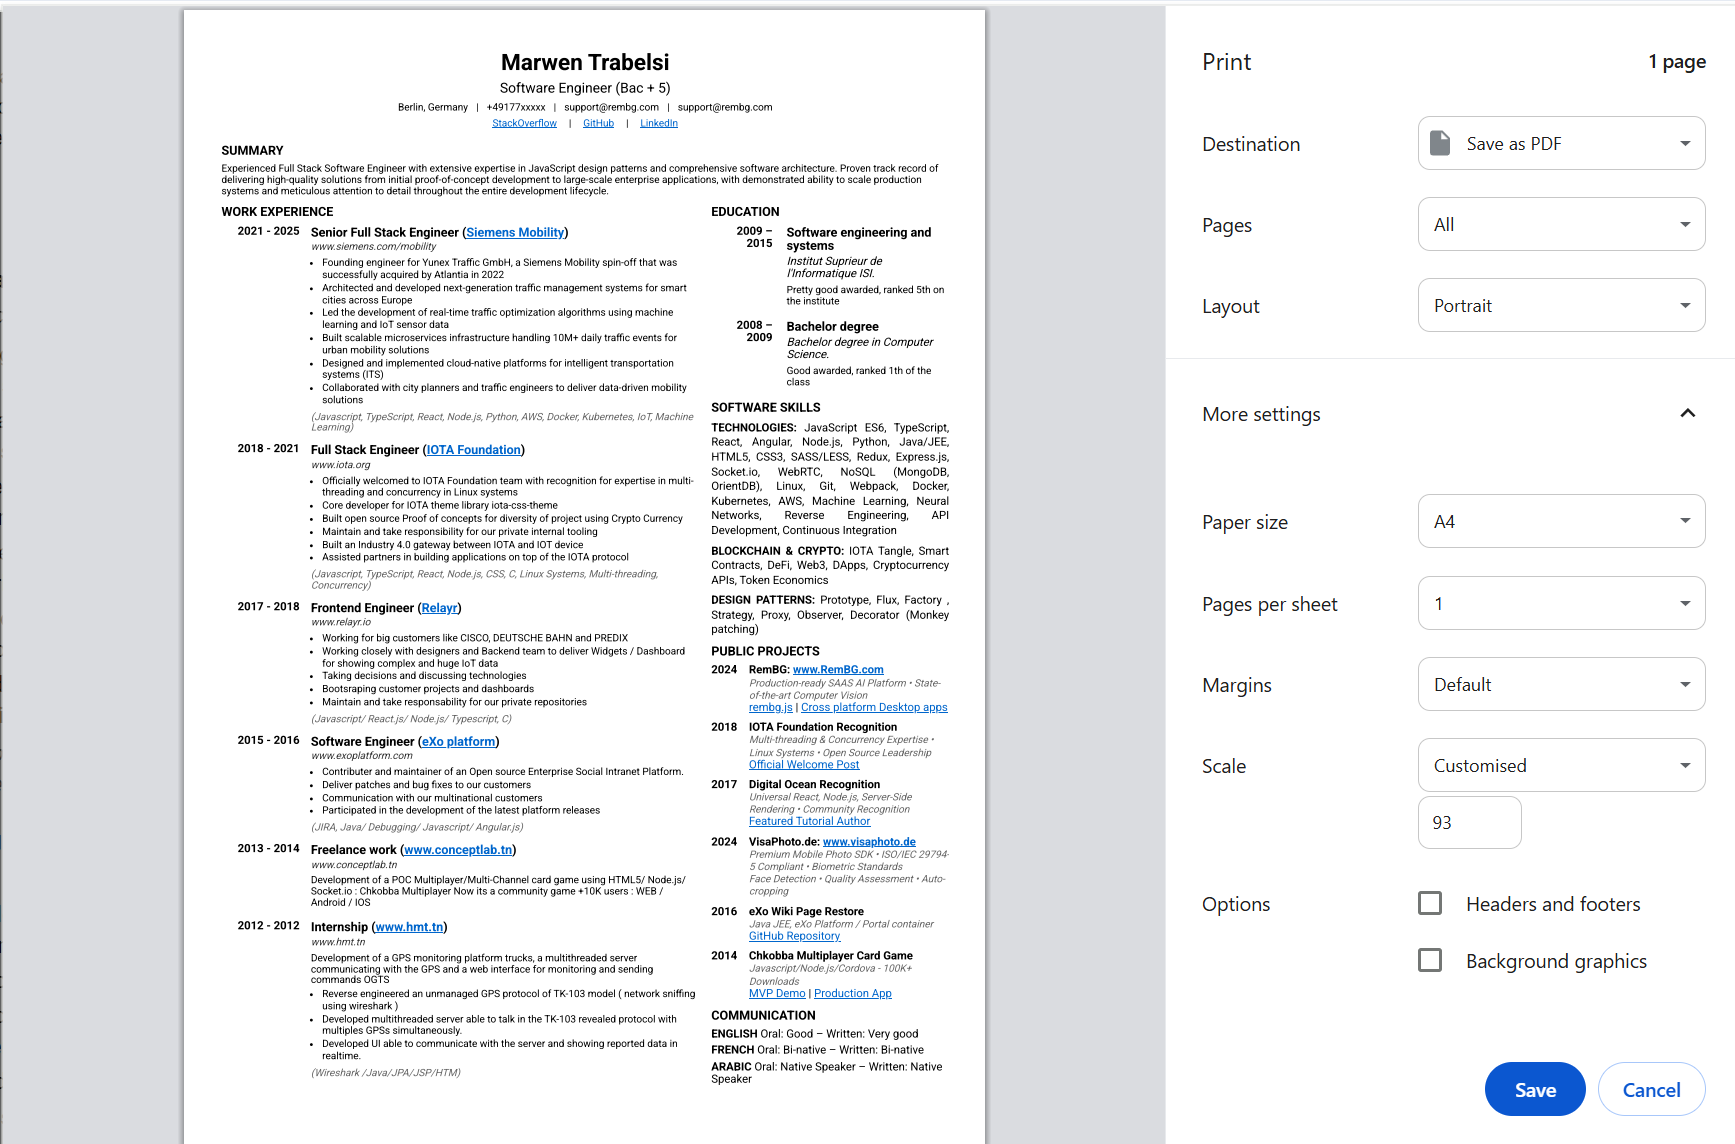 Marwen Trabelsi
Software Engineer (Bac + 5)
Berlin, Germany | +49177xxxxx | support@rembg.com | support@rembg.com
StackOverflow | GitHub | LinkedIn
SUMMARY
Experienced Full Stack Software Engineer with extensive expertise in JavaScript design patterns and comprehensive software architecture. Proven track record of
delivering high-quality solutions from initial proof-of-concept development to large-scale enterprise applications, with demonstrated ability to scale production
systems and meticulous attention to detail throughout the entire development lifecycle.
WORK EXPERIENCE
2021 - 2025 Senior Full Stack Engineer (Siemens Mobility)
www.siemens.com/mobility
• Founding engineer for Yunex Traffic GmbH, a Siemens Mobility spin-off that was
successfully acquired by Atlantia in 2022
• Architected and developed next-generation traffic management systems for smart
cities across Europe
• Led the development of real-time traffic optimization algorithms using machine
learning and IoT sensor data
• Built scalable microservices infrastructure handling 10M+ daily traffic events for
urban mobility solutions
• Designed and implemented cloud-native platforms for intelligent transportation
systems (ITS)
• Collaborated with city planners and traffic engineers to deliver data-driven mobility
solutions
(Javascript, TypeScript, React, Node.js, Python, AWS, Docker, Kubernetes, IoT, Machine
Learning)
2018 - 2021 Full Stack Engineer (IOTA Foundation)
www.iota.org
• Officially welcomed to IOTA Foundation team with recognition for expertise in multi-
threading and concurrency in Linux systems
• Core developer for IOTA theme library iota-css-theme
• Built open source Proof of concepts for diversity of project using Crypto Currency
• Maintain and take responsibility for our private internal tooling
• Built an Industry 4.0 gateway between IOTA and IOT device
• Assisted partners in building applications on top of the IOTA protocol
(Javascript, TypeScript, React, Node.js, CSS, C, Linux Systems, Multi-threading,
Concurrency)
2017 - 2018 Frontend Engineer (Relayr)
www.relayr.io
• Working for big customers like CISCO, DEUTSCHE BAHN and PREDIX
• Working closely with designers and Backend team to deliver Widgets / Dashboard
for showing complex and huge IoT data
• Taking decisions and discussing technologies
• Bootsraping customer projects and dashboards
• Maintain and take responsability for our private repositories
(Javascript/ React.js/ Node.js/ Typescript, C)
2015 - 2016 Software Engineer (eXo platform)
www.exoplatform.com
• Contributer and maintainer of an Open source Enterprise Social Intranet Platform.
• Deliver patches and bug fixes to our customers
• Communication with our multinational customers
• Participated in the development of the latest platform releases
(JIRA, Java/ Debugging/ Javascript/ Angular.js)
2013 - 2014 Freelance work (www.conceptlab.tn)
www.conceptlab.tn
Development of a POC Multiplayer/Multi-Channel card game using HTML5/ Node.js/
Socket.io : Chkobba Multiplayer Now its a community game +10K users : WEB /
Android / IOS
2012 - 2012 Internship (www.hmt.tn)
www.hmt.tn
Development of a GPS monitoring platform trucks, a multithreaded server
communicating with the GPS and a web interface for monitoring and sending
commands OGTS
• Reverse engineered an unmanaged GPS protocol of TK-103 model ( network sniffing
using wireshark )
• Developed multithreaded server able to talk in the TK-103 revealed protocol with
multiples GPSs simultaneously.
• Developed UI able to communicate with the server and showing reported data in
realtime.
(Wireshark /Java/JPA/JSP/HTM)
EDUCATION
2009 – Software engineering and
2015 systems
Institut Suprieur de
l'Informatique ISI.
Pretty good awarded, ranked 5th on
the institute
2008 – Bachelor degree
2009 Bachelor degree in Computer
Science.
Good awarded, ranked 1th of the
class
SOFTWARE SKILLS
TECHNOLOGIES: JavaScript ES6, TypeScript,
React, Angular, Node.js, Python, Java/JEE,
HTML5, CSS3, SASS/LESS, Redux, Express.js,
Socket.io, WebRTC, NoSQL (MongoDB,
OrientDB), Linux, Git, Webpack, Docker,
Kubernetes, AWS, Machine Learning, Neural
Networks, Reverse Engineering, API
Development, Continuous Integration
BLOCKCHAIN & CRYPTO: IOTA Tangle, Smart
Contracts, DeFi, Web3, DApps, Cryptocurrency
APIs, Token Economics
DESIGN PATTERNS: Prototype, Flux, Factory ,
Strategy, Proxy, Observer, Decorator (Monkey
patching)
PUBLIC PROJECTS
2024 RemBG: www.RemBG.com
Production-ready SAAS AI Platform • State-
of-the-art Computer Vision
rembg.js | Cross platform Desktop apps
2018 IOTA Foundation Recognition
Multi-threading & Concurrency Expertise •
Linux Systems • Open Source Leadership
Official Welcome Post
2017 Digital Ocean Recognition
Universal React, Node.js, Server-Side
Rendering • Community Recognition
Featured Tutorial Author
2024 VisaPhoto.de: www.visaphoto.de
Premium Mobile Photo SDK • ISO/IEC 29794-
5 Compliant • Biometric Standards
Face Detection • Quality Assessment • Auto-
cropping
2016 eXo Wiki Page Restore
Java JEE, eXo Platform / Portal container
GitHub Repository
2014 Chkobba Multiplayer Card Game
Javascript/Node.js/Cordova - 100K+
Downloads
MVP Demo | Production App
COMMUNICATION
ENGLISH Oral: Good – Written: Very good
FRENCH Oral: Bi-native – Written: Bi-native
ARABIC Oral: Native Speaker – Written: Native
Speaker
Print 1 page
Destination Save as PDF
Pages All
Layout Portrait
More settings
Paper size A4
Pages per sheet 1
Margins Default
Scale Customised
93
Options Headers and footers
Background graphics
Save Cancel